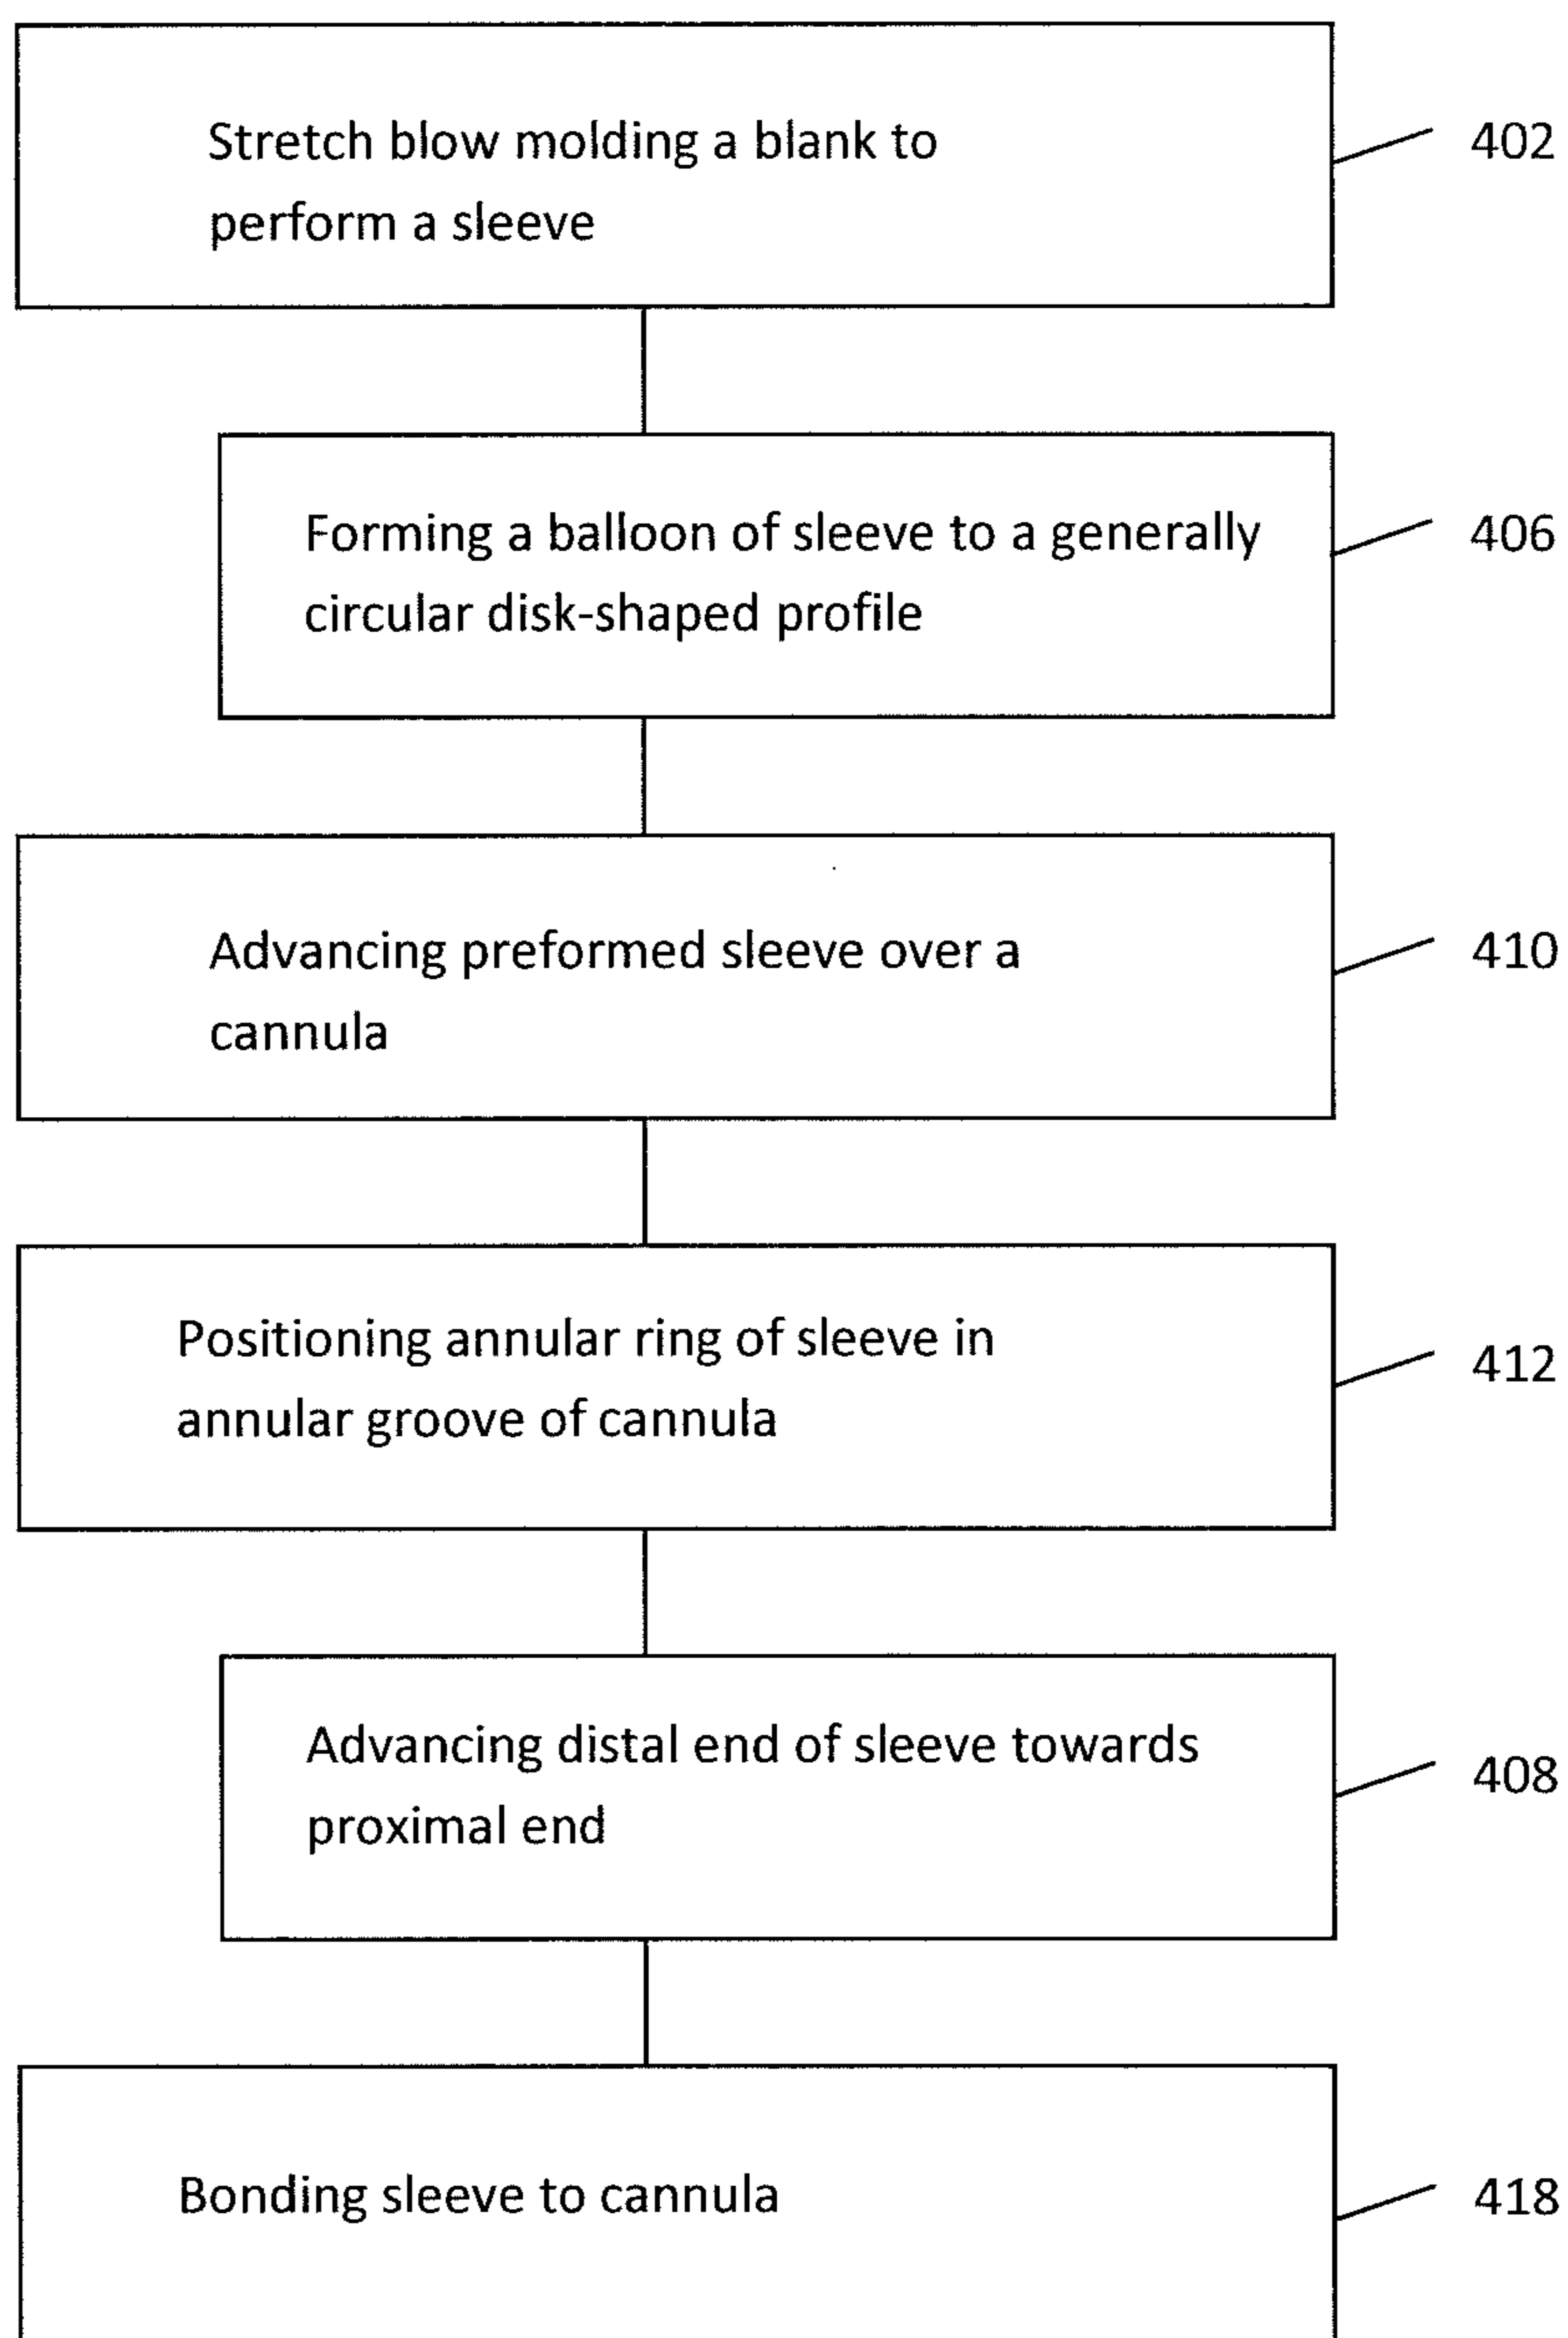 Stretch blow molding a blank to
perform a sleeve
402
Forming a balloon of sleeve to a generally
circular disk-shaped profile
406
Advancing preformed sleeve over a
cannula
410
Positioning annular ring of sleeve in
annular groove of cannula
412
Advancing distal end of sleeve towards
proximal end
408
Bonding sleeve to cannula
418